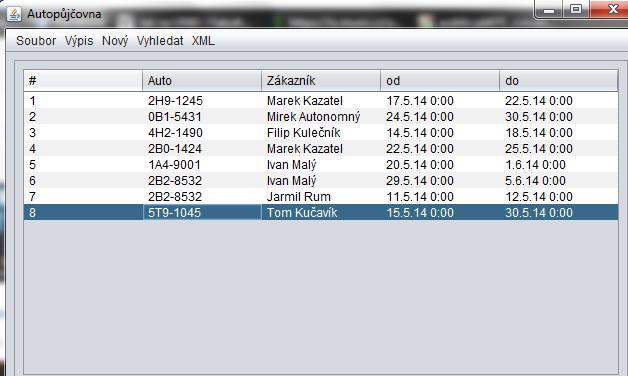 Autopůjčovna
Soubor Výpis Nový Vyhledat XML
# Auto Zákazník od do
1 2H9-1245 Marek Kazatel 17.5.14 0:00 22.5.14 0:00
2 0B1-5431 Mirek Autonomný 24.5.14 0:00 30.5.14 0:00
3 4H2-1490 Filip Kulečník 14.5.14 0:00 18.5.14 0:00
4 2B0-1424 Marek Kazatel 22.5.14 0:00 25.5.14 0:00
5 1A4-9001 Ivan Malý 20.5.14 0:00 1.6.14 0:00
6 2B2-8532 Ivan Malý 29.5.14 0:00 5.6.14 0:00
7 2B2-8532 Jarmil Rum 11.5.14 0:00 12.5.14 0:00
8 5T9-1045 Tom Kučavík 15.5.14 0:00 30.5.14 0:00